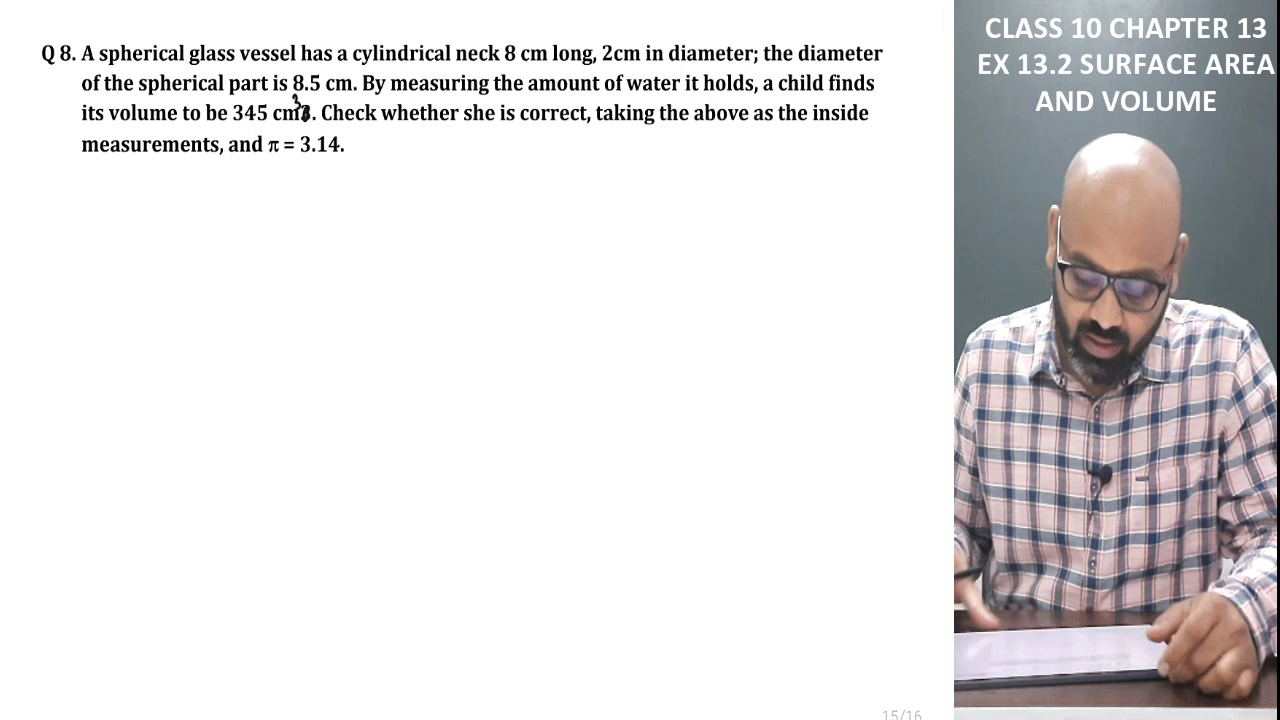 Q 8. A spherical glass vessel has a cylindrical neck 8 cm long, 2cm in diameter; the diameter
of the spherical part is 8.5 cm. By measuring the amount of water it holds, a child finds
its volume to be 345 cm3. Check whether she is correct, taking the above as the inside
measurements, and π = 3.14.
CLASS 10 CHAPTER 13
EX 13.2 SURFACE AREA
AND VOLUME
15/16